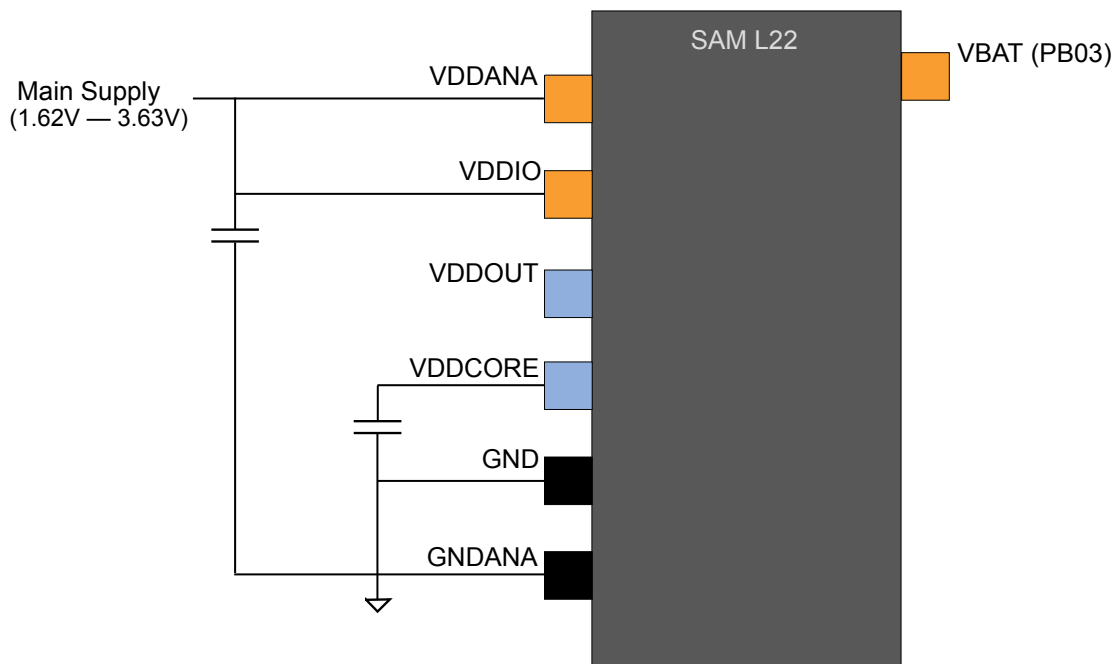 SAM L22
VBAT (PB03)
VDDANA
Main Supply
(1.62V — 3.63V)
VDDIO
VDDOUT
VDDCORE
GND
GNDANA